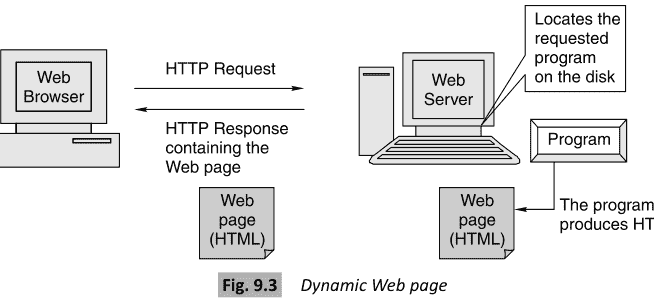 Web
Browser
HTTP Request
HTTP Response
containing the
Web page
Web
page
(HTML)
Web
Server
Locates the
requested
program
on the disk
Program
Web
page
(HTML)
The program
produces HT
Fig. 9.3 Dynamic Web page